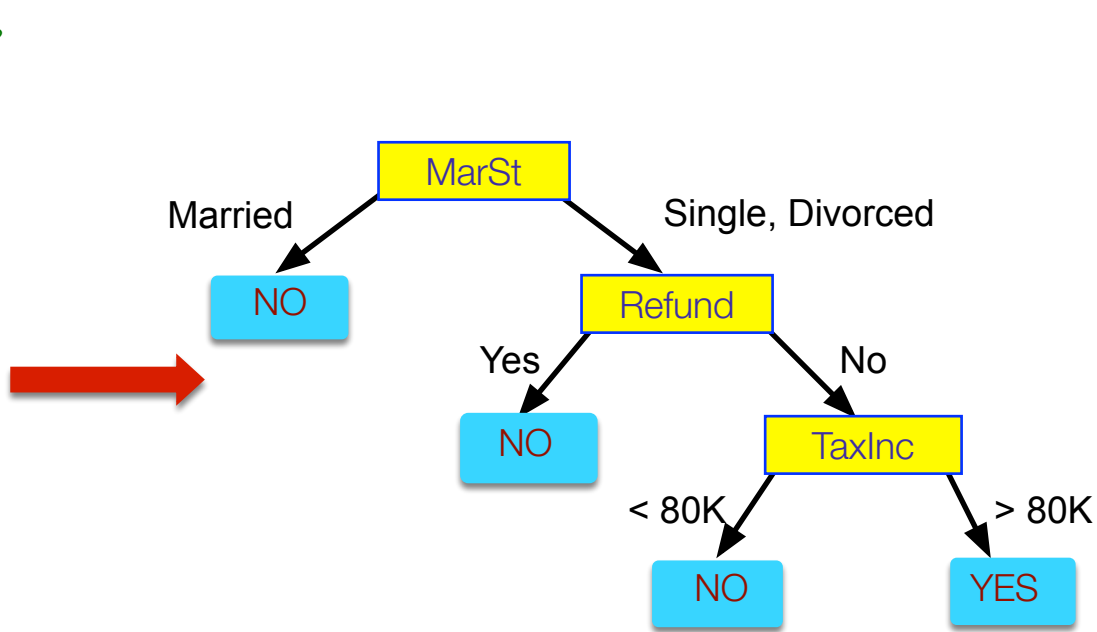 MarSt
Married
Single, Divorced
NO
Refund
Yes
No
NO
TaxInc
< 80K
> 80K
NO
YES